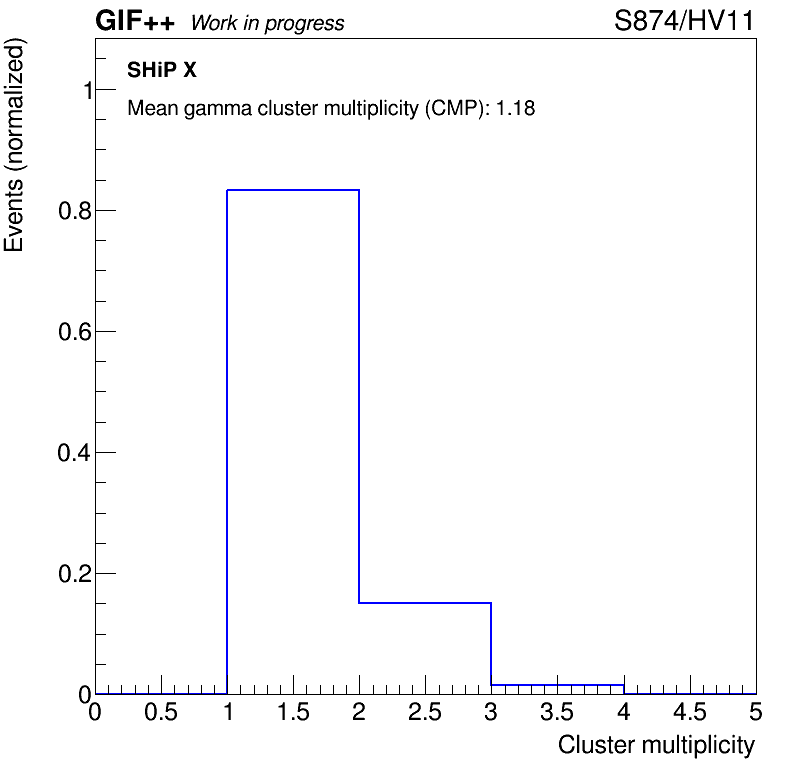 GIF++ Work in progress S874/HV11
SHiP X
Mean gamma cluster multiplicity (CMP): 1.18
Events (normalized)
1
0.8
0.6
0.4
0.2
0
0 0.5 1 1.5 2 2.5 3 3.5 4 4.5 5
Cluster multiplicity